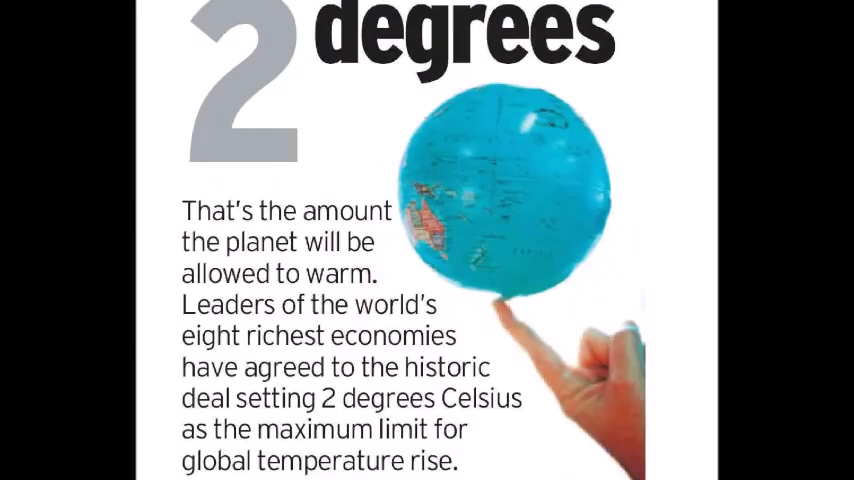 2 degrees
That's the amount
the planet will be
allowed to warm.
Leaders of the world's
eight richest economies
have agreed to the historic
deal setting 2 degrees Celsius
as the maximum limit for
global temperature rise.